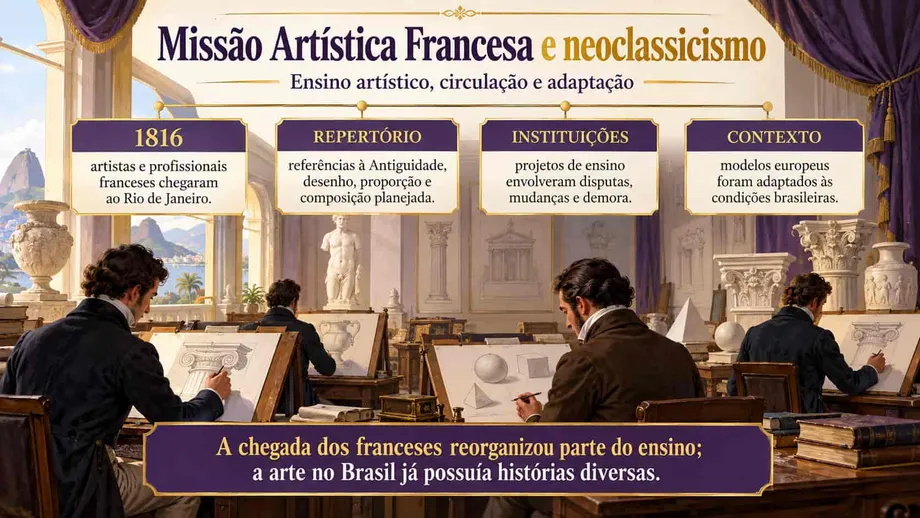 Missão Artística Francesa e neoclassicismo
Ensino artístico, circulação e adaptação
1816
artistas e profissionais
franceses chegaram
ao Rio de Janeiro.
REPERTÓRIO
referências à Antiguidade,
desenho, proporção e
composição planejada.
INSTITUIÇÕES
projetos de ensino
envolveram disputas,
mudanças e demora.
CONTEXTO
modelos europeus
foram adaptados às
condições brasileiras.
A chegada dos franceses reorganizou parte do ensino;
a arte no Brasil já possuía histórias diversas.